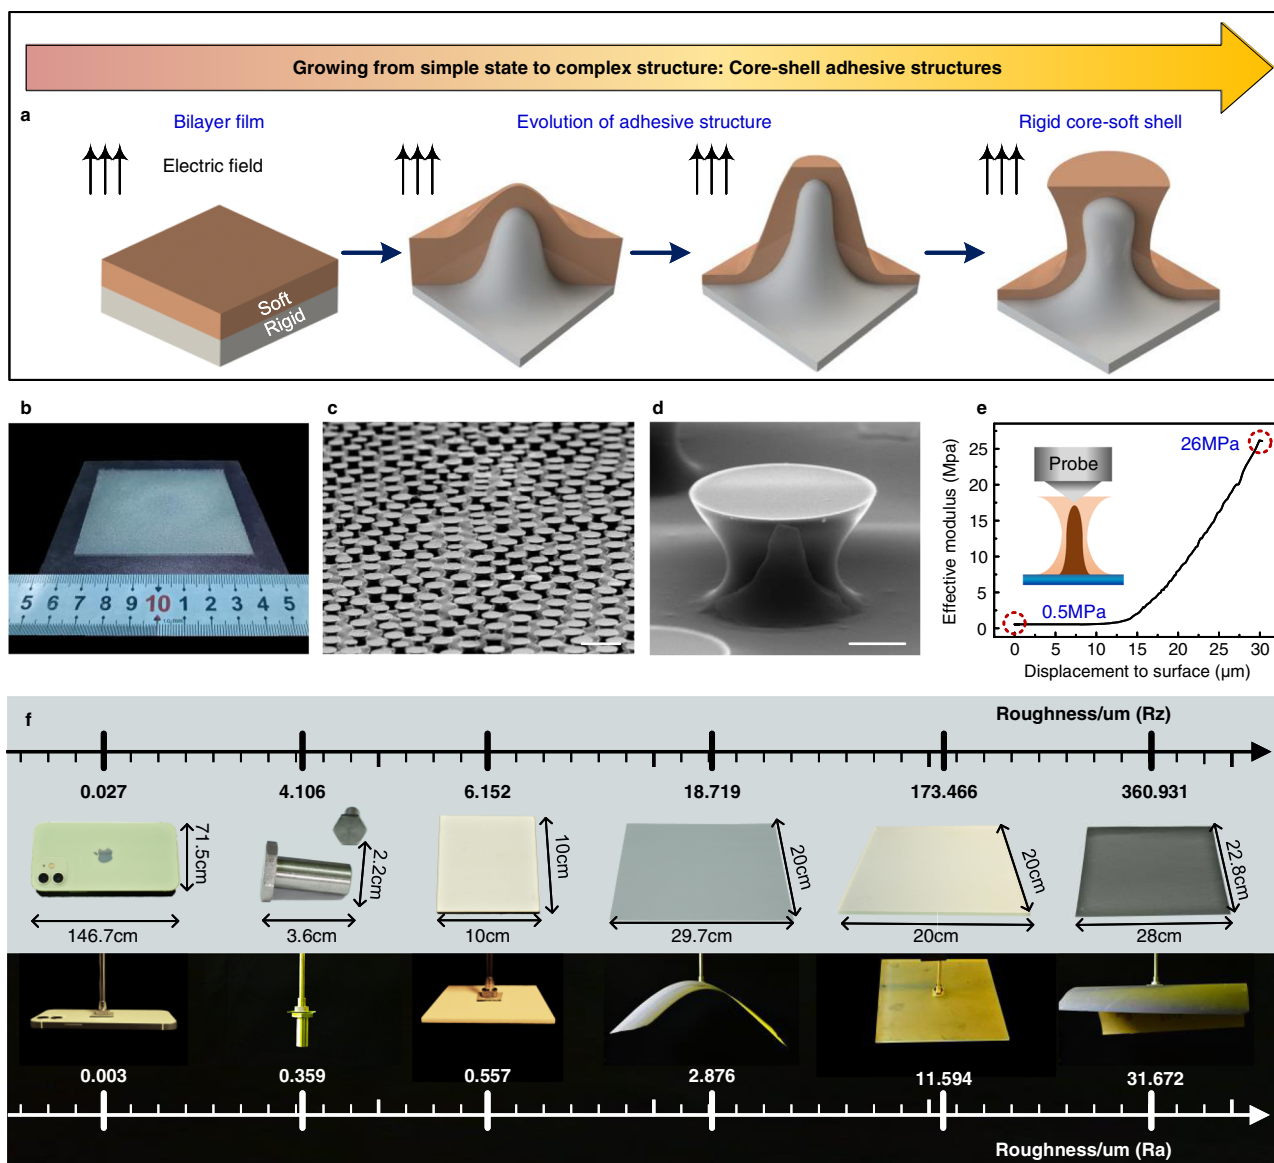 Growing from simple state to complex structure: Core-shell adhesive structures
a
Bilayer film
Evolution of adhesive structure
Rigid core-soft shell
Electric field
Soft
Rigid
b
c
d
e
5 6 7 8 9 10 1 2 3 4 5
Effective modulus (Mpa)
25
20
15
10
5
0
26MPa
Probe
0.5MPa
0 5 10 15 20 25 30
Displacement to surface (µm)
f
Roughness/um (Rz)
0.027 4.106 6.152 18.719 173.466 360.931
71.5cm
2.2cm
10cm
20cm
20cm
22.8cm
146.7cm 3.6cm 10cm 29.7cm 20cm 28cm
0.003 0.359 0.557 2.876 11.594 31.672
Roughness/um (Ra)